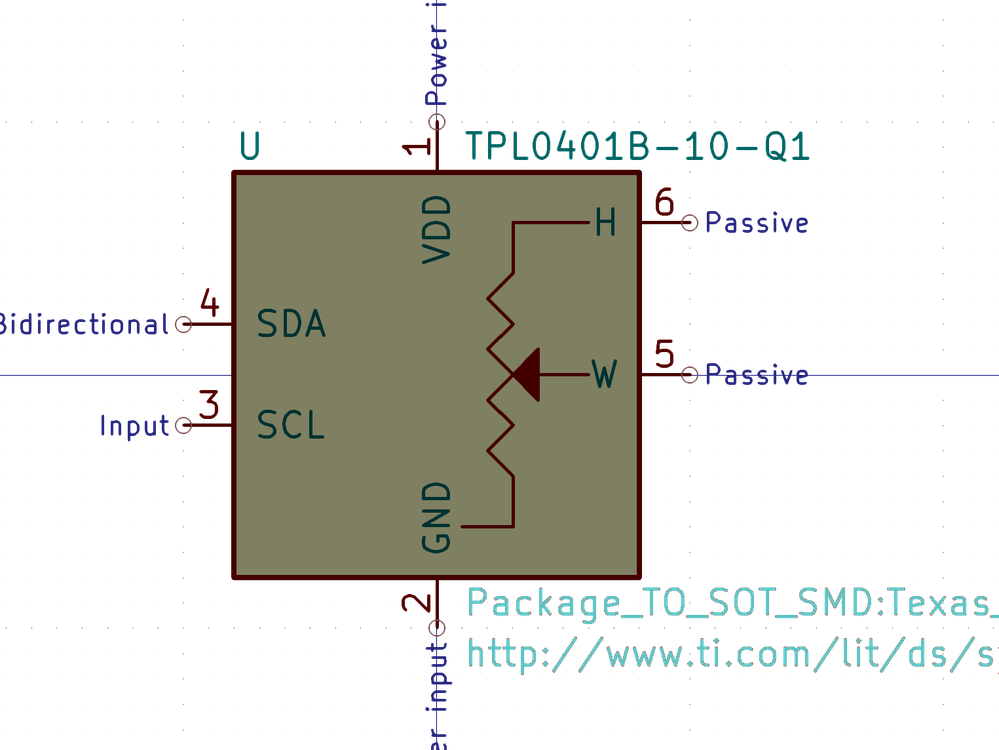 Power i
U
1
TPL0401B-10-Q1
VDD
H
6
Passive
Bidirectional
4
SDA
W
5
Passive
Input
3
SCL
GND
2
Package_TO_SOT_SMD:Texas_
http://www.ti.com/lit/ds/s
er input